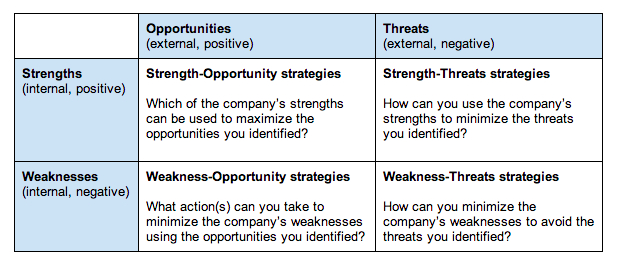 Opportunities
(external, positive)
Threats
(external, negative)
Strengths
(internal, positive)
Strength-Opportunity strategies
Which of the company's strengths
can be used to maximize the
opportunities you identified?
Strength-Threats strategies
How can you use the company's
strengths to minimize the threats
you identified?
Weaknesses
(internal, negative)
Weakness-Opportunity strategies
What action(s) can you take to
minimize the company's weaknesses
using the opportunities you identified?
Weakness-Threats strategies
How can you minimize the
company's weaknesses to avoid the
threats you identified?